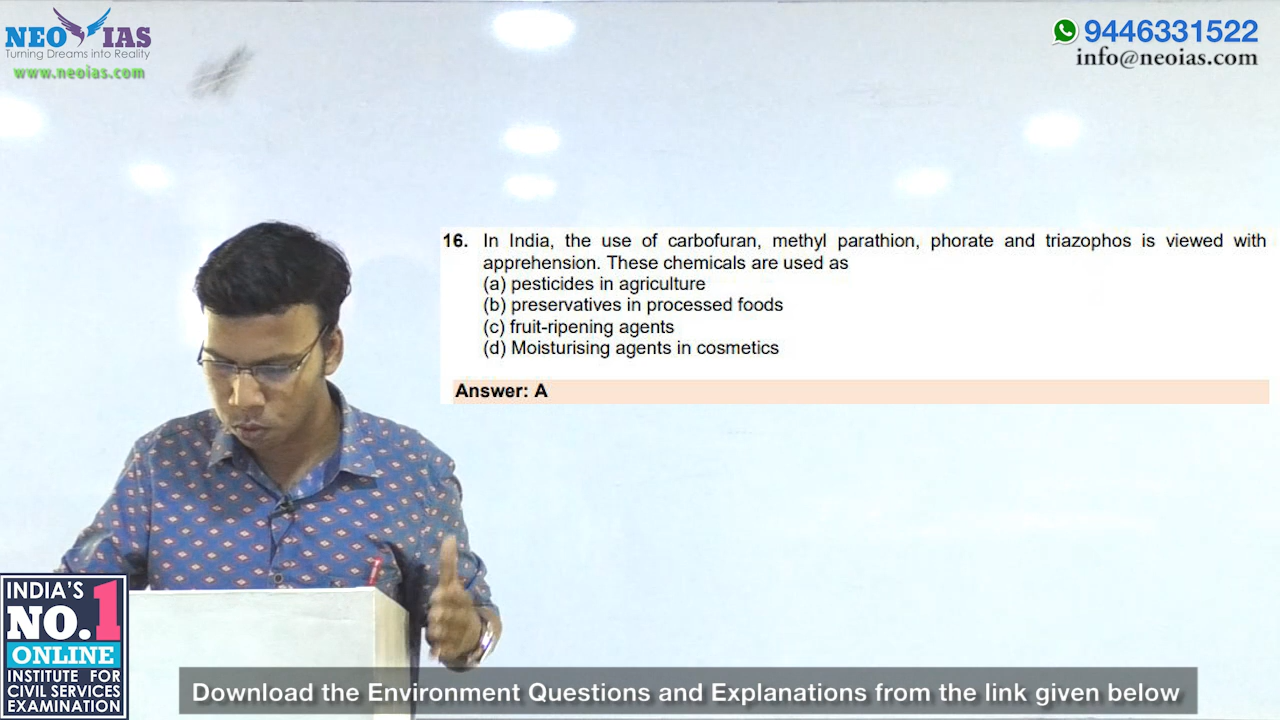 NEO IAS
Turning Dreams into Reality
www.neoias.com
9446331522
info@neoias.com
16. In India, the use of carbofuran, methyl parathion, phorate and triazophos is viewed with
apprehension. These chemicals are used as
(a) pesticides in agriculture
(b) preservatives in processed foods
(c) fruit-ripening agents
(d) Moisturising agents in cosmetics
Answer: A
INDIA'S
NO.1
ONLINE
INSTITUTE FOR
CIVIL SERVICES
EXAMINATION
Download the Environment Questions and Explanations from the link given below